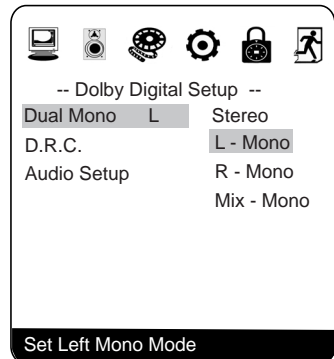 -- Dolby Digital Setup --
Dual Mono L Stereo
D.R.C. L - Mono
Audio Setup R - Mono
Mix - Mono
Set Left Mono Mode